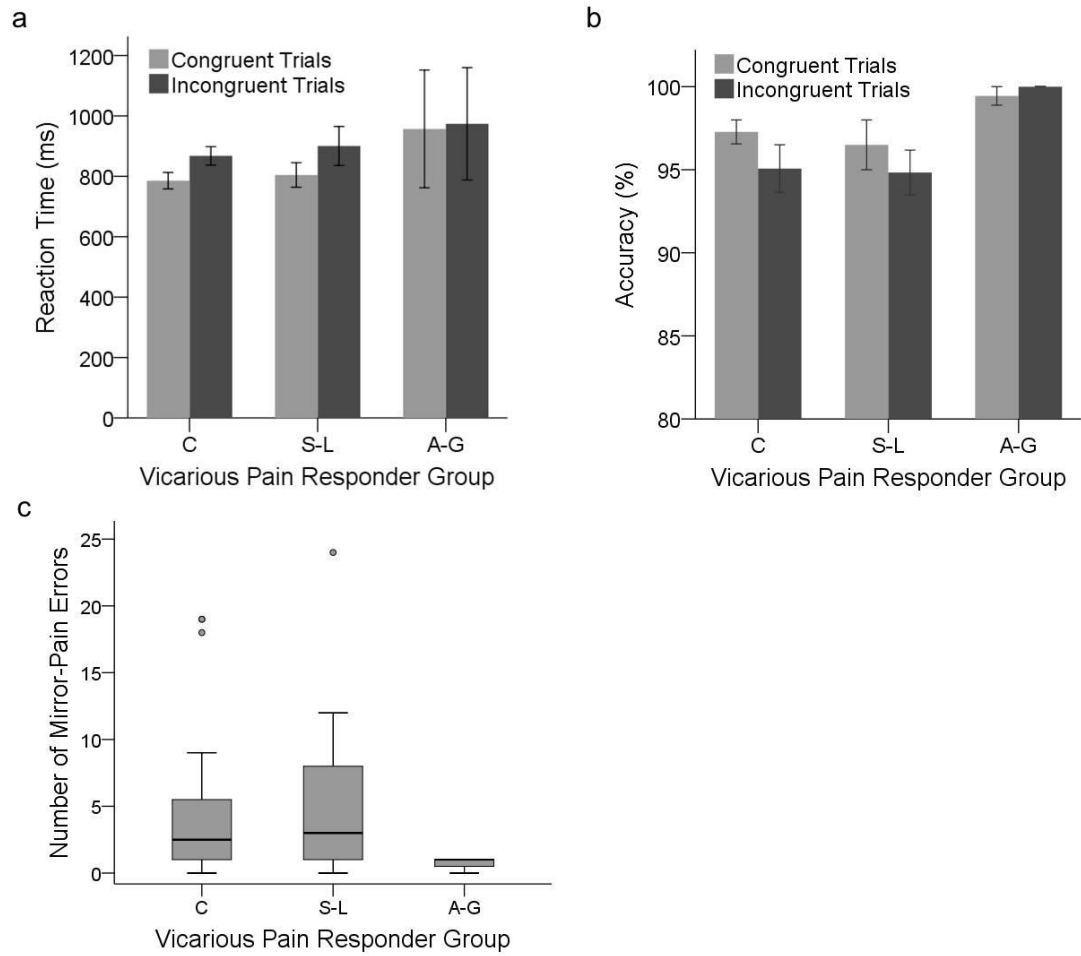 a
1200
1000
800
600
400
200
0
Reaction Time (ms)
Congruent Trials
Incongruent Trials
C S-L A-G
Vicarious Pain Responder Group
b
100
95
90
85
80
Accuracy (%)
Congruent Trials
Incongruent Trials
C S-L A-G
Vicarious Pain Responder Group
c
25
20
15
10
5
0
Number of Mirror-Pain Errors
C S-L A-G
Vicarious Pain Responder Group